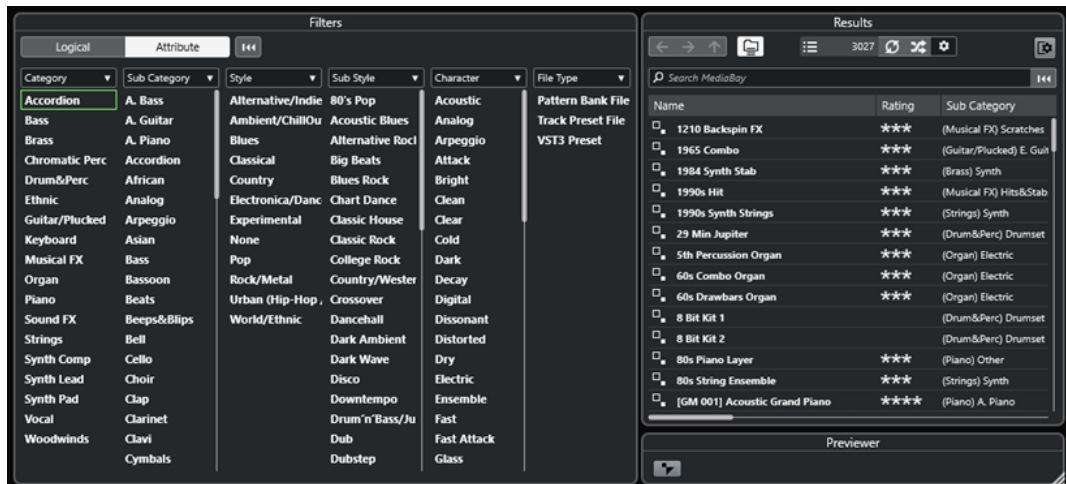 Filters
Logical
Attribute
Category
Sub Category
Style
Sub Style
Character
File Type
Accordion
Bass
Brass
Chromatic Perc
Drum&Perc
Ethnic
Guitar/Plucked
Keyboard
Musical FX
Organ
Piano
Sound FX
Strings
Synth Comp
Synth Lead
Synth Pad
Vocal
Woodwinds
A. Bass
A. Guitar
A. Piano
Accordion
African
Analog
Arpeggio
Asian
Bass
Bassoon
Beats
Beeps&Blips
Bell
Cello
Choir
Clap
Clarinet
Clavi
Cymbals
Alternative/Indie
Ambient/ChillOu
Blues
Classical
Country
Electronica/Danc
Experimental
None
Pop
Rock/Metal
Urban (Hip-Hop /
World/Ethnic
80's Pop
Acoustic Blues
Alternative Rocl
Big Beats
Blues Rock
Chart Dance
Classic House
Classic Rock
College Rock
Country/Wester
Crossover
Dancehall
Dark Ambient
Dark Wave
Disco
Downtempo
Drum´n´Bass/Ju
Dub
Dubstep
Acoustic
Analog
Arpeggio
Attack
Bright
Clean
Clear
Cold
Dark
Decay
Digital
Dissonant
Distorted
Dry
Electric
Ensemble
Fast
Fast Attack
Glass
Pattern Bank File
Track Preset File
VST3 Preset
Results
3027
Search MediaBay
Name Rating Sub Category
1210 Backspin FX *** (Musical FX) Scratches
1965 Combo *** (Guitar/Plucked) E. Guit
1984 Synth Stab *** (Brass) Synth
1990s Hit *** (Musical FX) Hits&Stab
1990s Synth Strings *** (Strings) Synth
29 Min Jupiter *** (Drum&Perc) Drumset
5th Percussion Organ *** (Organ) Electric
60s Combo Organ *** (Organ) Electric
60s Drawbars Organ *** (Organ) Electric
8 Bit Kit 1 (Drum&Perc) Drumset
8 Bit Kit 2 (Drum&Perc) Drumset
80s Piano Layer *** (Piano) Other
80s String Ensemble *** (Strings) Synth
[GM 001] Acoustic Grand Piano **** (Piano) A. Piano
Previewer